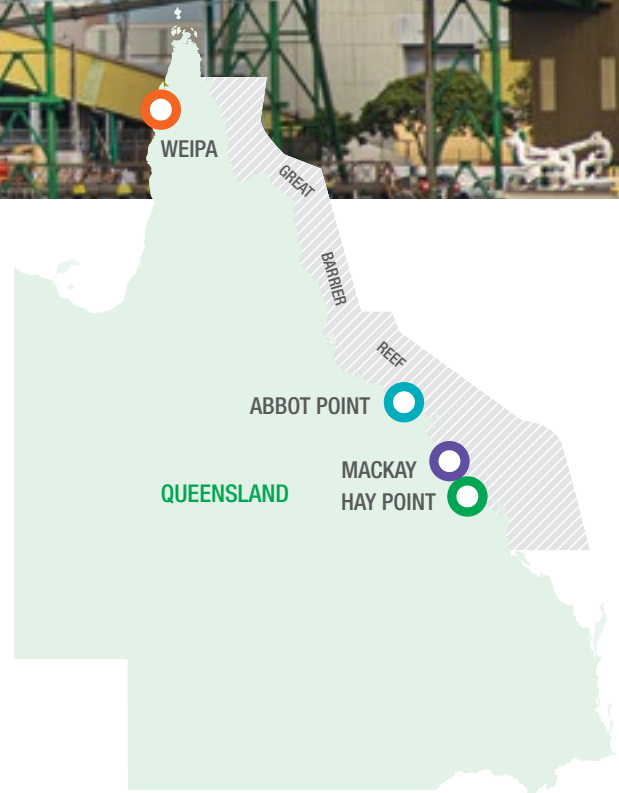 WEIPA
GREAT
BARRIER
REEF
ABBOT POINT
MACKAY
QUEENSLAND
HAY POINT